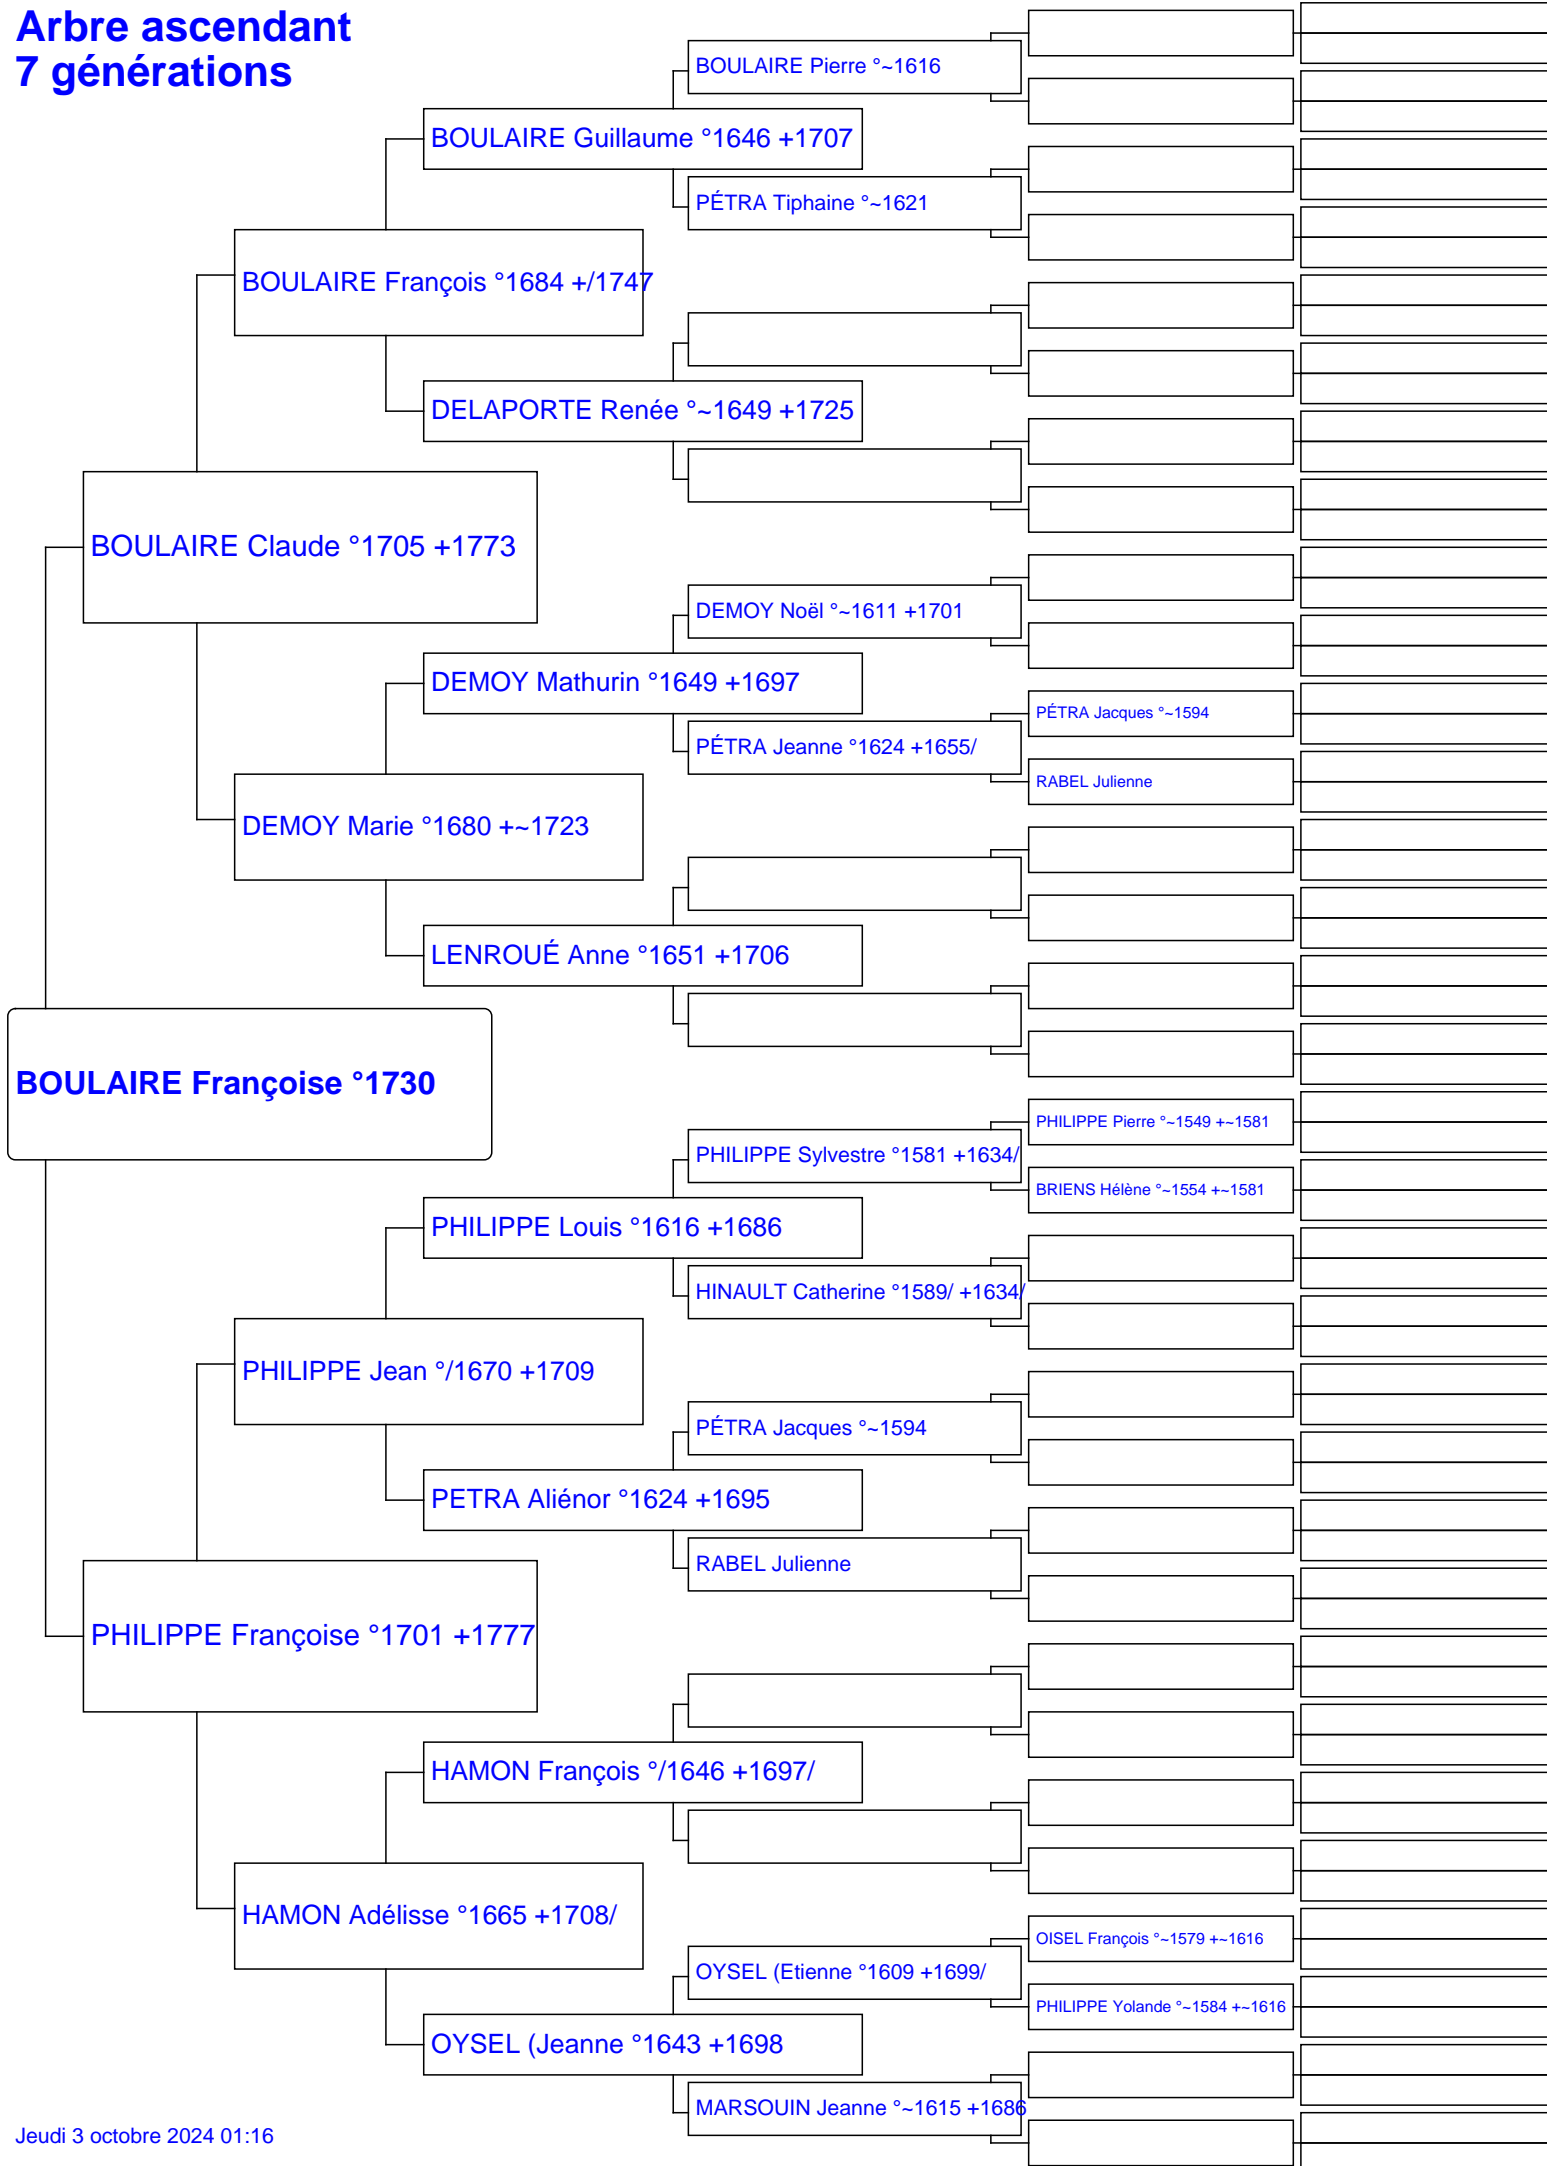 Arbre ascendant
7 générations
BOULAIRE Pierre °~1616
BOULAIRE Guillaume °1646 +1707
PÉTRA Tiphaine °~1621
BOULAIRE François °1684 +/1747
DELAPORTE Renée °~1649 +1725
BOULAIRE Claude °1705 +1773
DEMOY Noël °~1611 +1701
DEMOY Mathurin °1649 +1697
PÉTRA Jacques °~1594
PÉTRA Jeanne °1624 +1655/
RABEL Julienne
DEMOY Marie °1680 +~1723
LENROUÉ Anne °1651 +1706
BOULAIRE Françoise °1730
PHILIPPE Pierre °~1549 +~1581
PHILIPPE Sylvestre °1581 +1634/
BRIENS Hélène °~1554 +~1581
PHILIPPE Louis °1616 +1686
HINAULT Catherine °1589/ +1634/
PHILIPPE Jean °/1670 +1709
PÉTRA Jacques °~1594
PETRA Aliénor °1624 +1695
RABEL Julienne
PHILIPPE Françoise °1701 +1777
HAMON François °/1646 +1697/
HAMON Adélisse °1665 +1708/
OISEL François °~1579 +~1616
OYSEL (Etienne °1609 +1699/
PHILIPPE Yolande °~1584 +~1616
OYSEL (Jeanne °1643 +1698
MARSOUIN Jeanne °~1615 +1686
Jeudi 3 octobre 2024 01:16